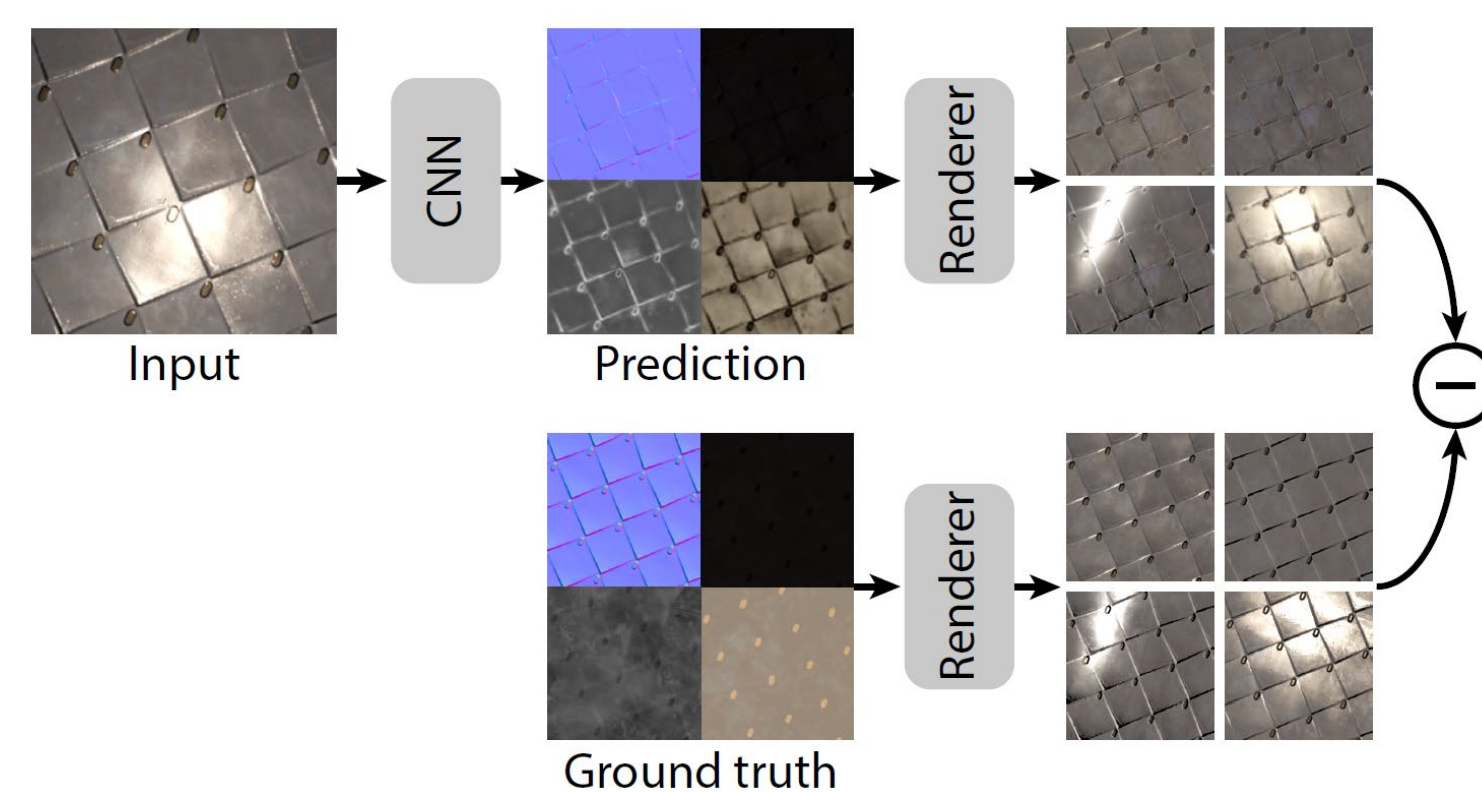 CNN
Renderer
Input
Prediction
Renderer
Ground truth